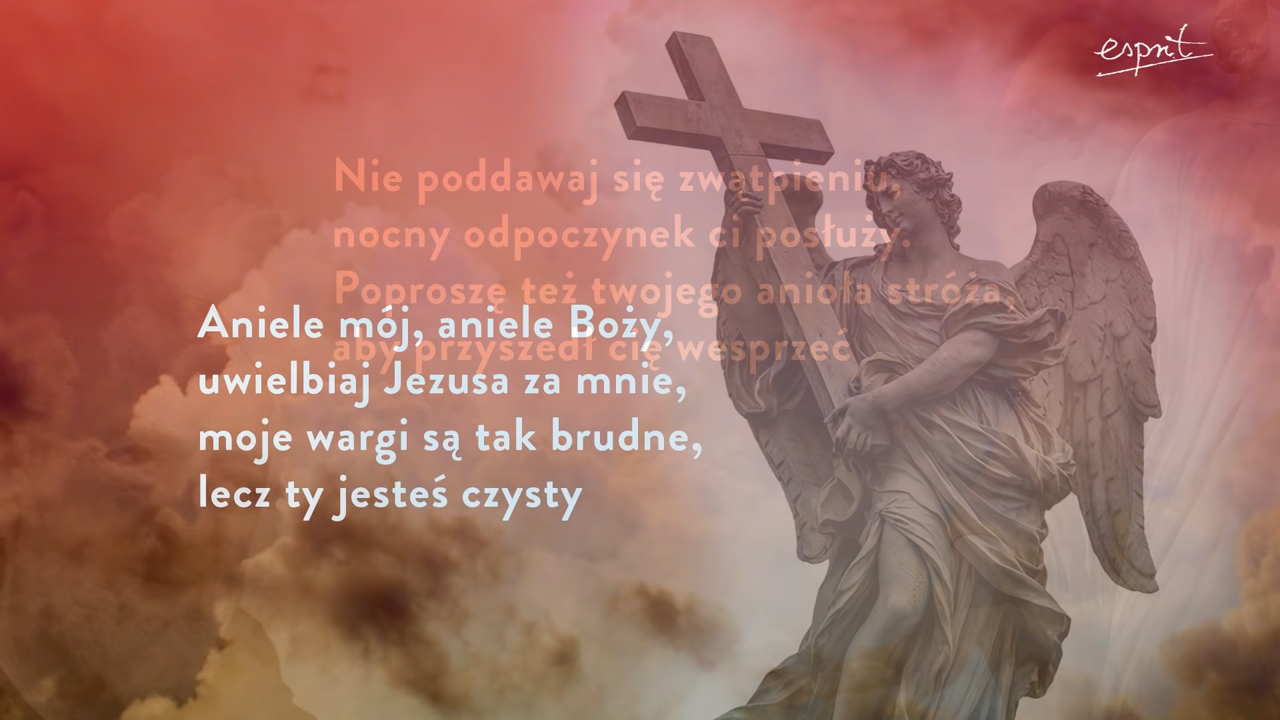 esprit
Nie poddawaj się zwątpieniu,
nocny odpoczynek ci posłuży.
Poproszę też twojego anioła stróża,
aby przyszedł cię wesprzeć
Aniele mój, aniele Boży,
uwielbiaj Jezusa za mnie,
moje wargi są tak brudne,
lecz ty jesteś czysty